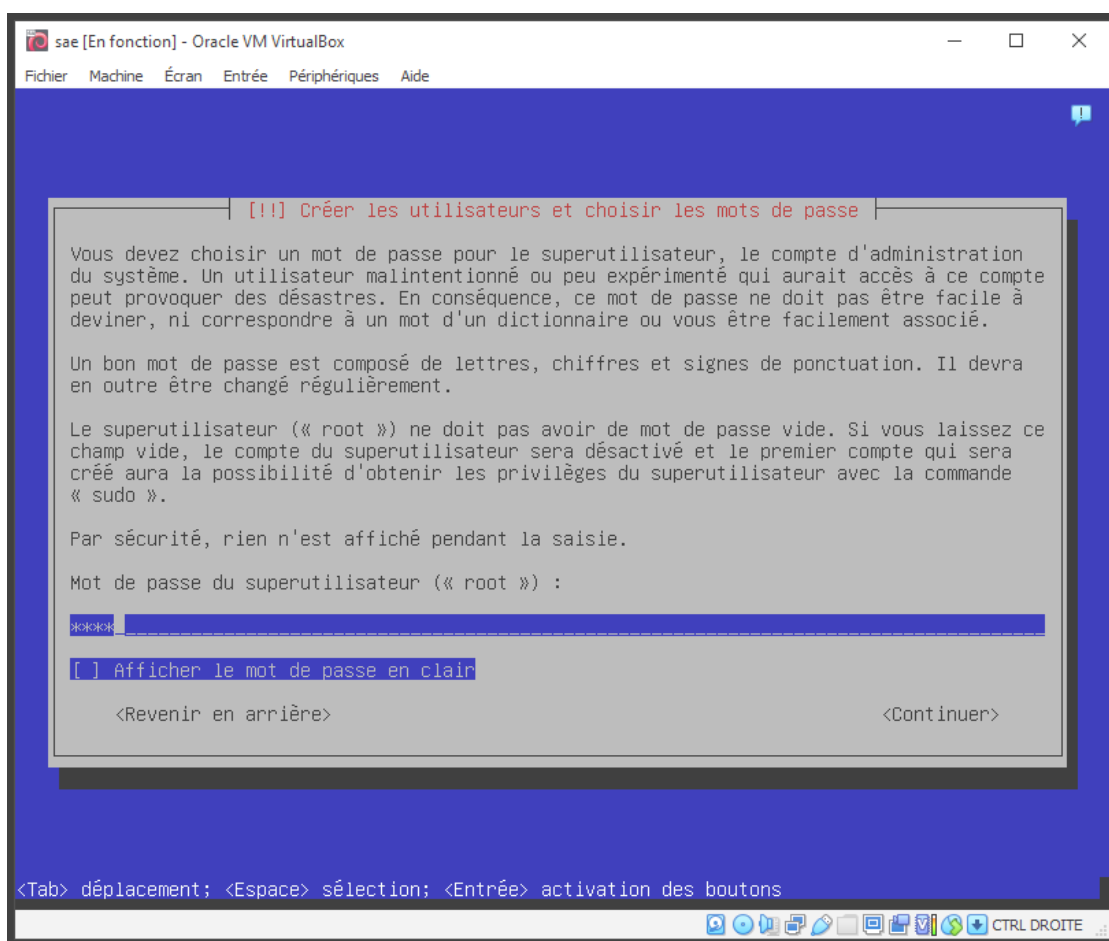 sae [En fonction] - Oracle VM VirtualBox
Fichier Machine Écran Entrée Périphériques Aide
[!!] Créer les utilisateurs et choisir les mots de passe
Vous devez choisir un mot de passe pour le superutilisateur, le compte d'administration
du système. Un utilisateur malintentionné ou peu expérimenté qui aurait accès à ce compte
peut provoquer des désastres. En conséquence, ce mot de passe ne doit pas être facile à
deviner, ni correspondre à un mot d'un dictionnaire ou vous être facilement associé.
Un bon mot de passe est composé de lettres, chiffres et signes de ponctuation. Il devra
en outre être changé régulièrement.
Le superutilisateur (« root ») ne doit pas avoir de mot de passe vide. Si vous laissez ce
champ vide, le compte du superutilisateur sera désactivé et le premier compte qui sera
créé aura la possibilité d'obtenir les privilèges du superutilisateur avec la commande
« sudo ».
Par sécurité, rien n'est affiché pendant la saisie.
Mot de passe du superutilisateur (« root ») :
****
[ ] Afficher le mot de passe en clair
<Revenir en arrière> <Continuer>
<Tab> déplacement; <Espace> sélection; <Entrée> activation des boutons
CTRL DROITE